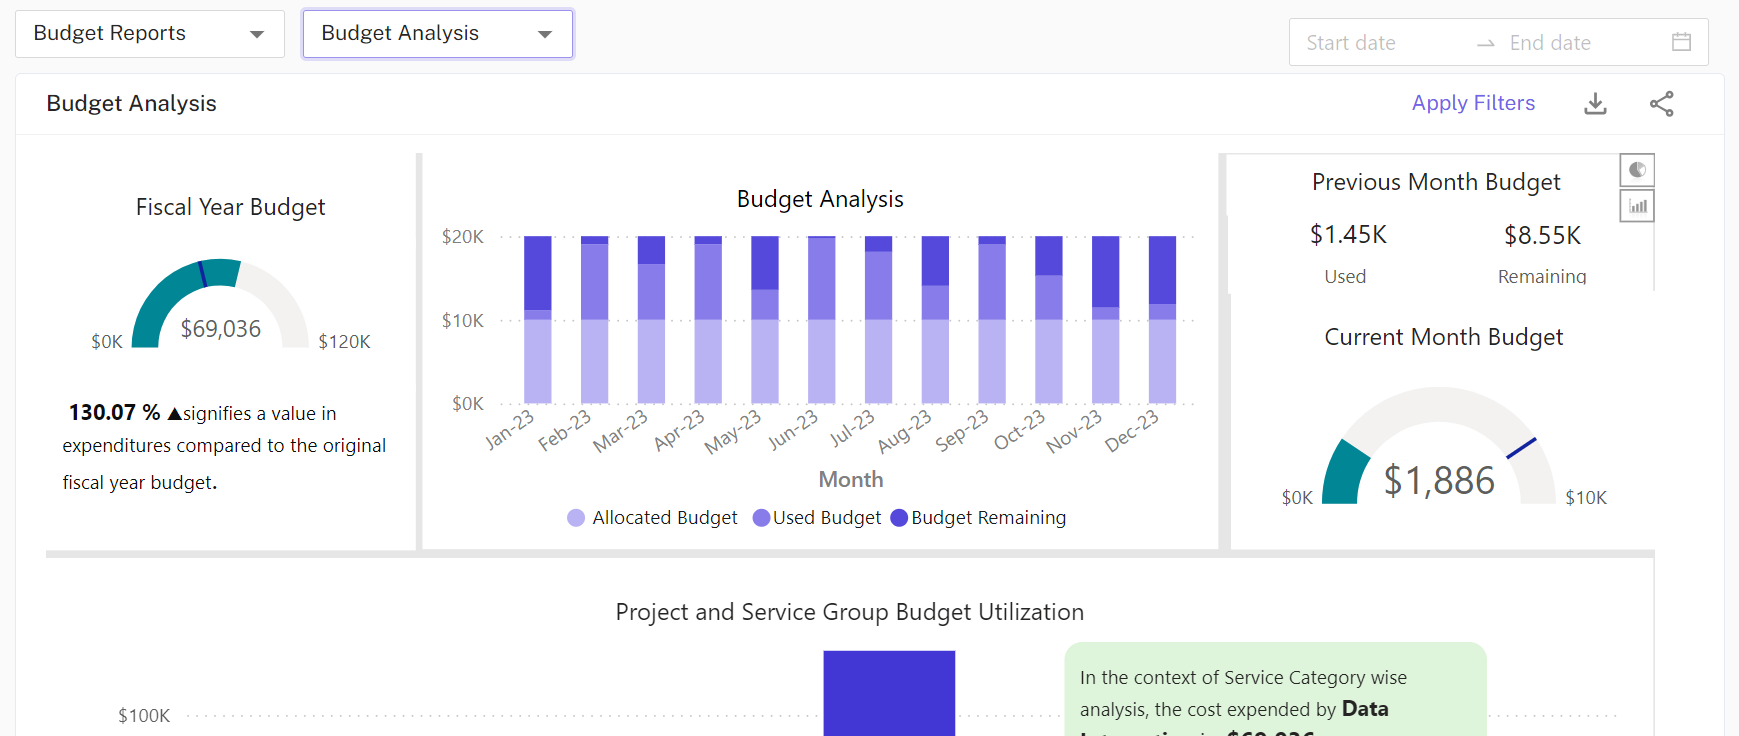 Budget Reports
Budget Analysis
Start date
End date
Budget Analysis
Apply Filters
Fiscal Year Budget
$69,036
$0K
$120K
130.07 % ▲signifies a value in
expenditures compared to the original
fiscal year budget.
Budget Analysis
$20K
$10K
$0K
Jan-23
Feb-23
Mar-23
Apr-23
May-23
Jun-23
Jul-23
Aug-23
Sep-23
Oct-23
Nov-23
Dec-23
Month
Allocated Budget
Used Budget
Budget Remaining
Previous Month Budget
$1.45K
$8.55K
Used
Remaining
Current Month Budget
$1,886
$0K
$10K
Project and Service Group Budget Utilization
$100K
In the context of Service Category wise
analysis, the cost expended by Data